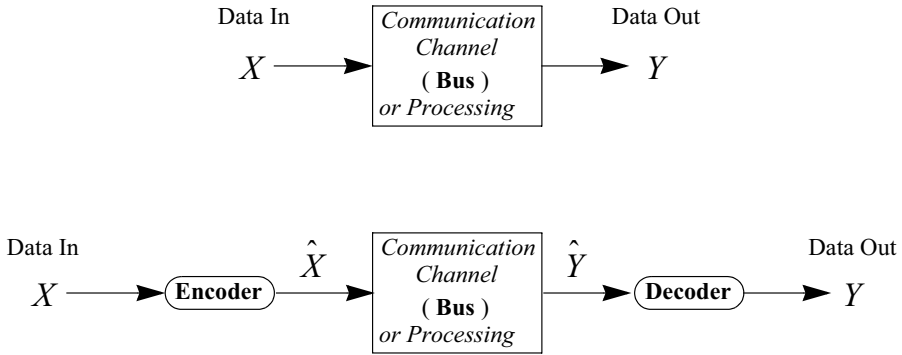 Data In
Data Out
Communication
Channel
X
( Bus )
Y
or Processing
Data In
Data Out
Communication
Channel
X
Encoder
X̂
( Bus )
Ŷ
Decoder
Y
or Processing